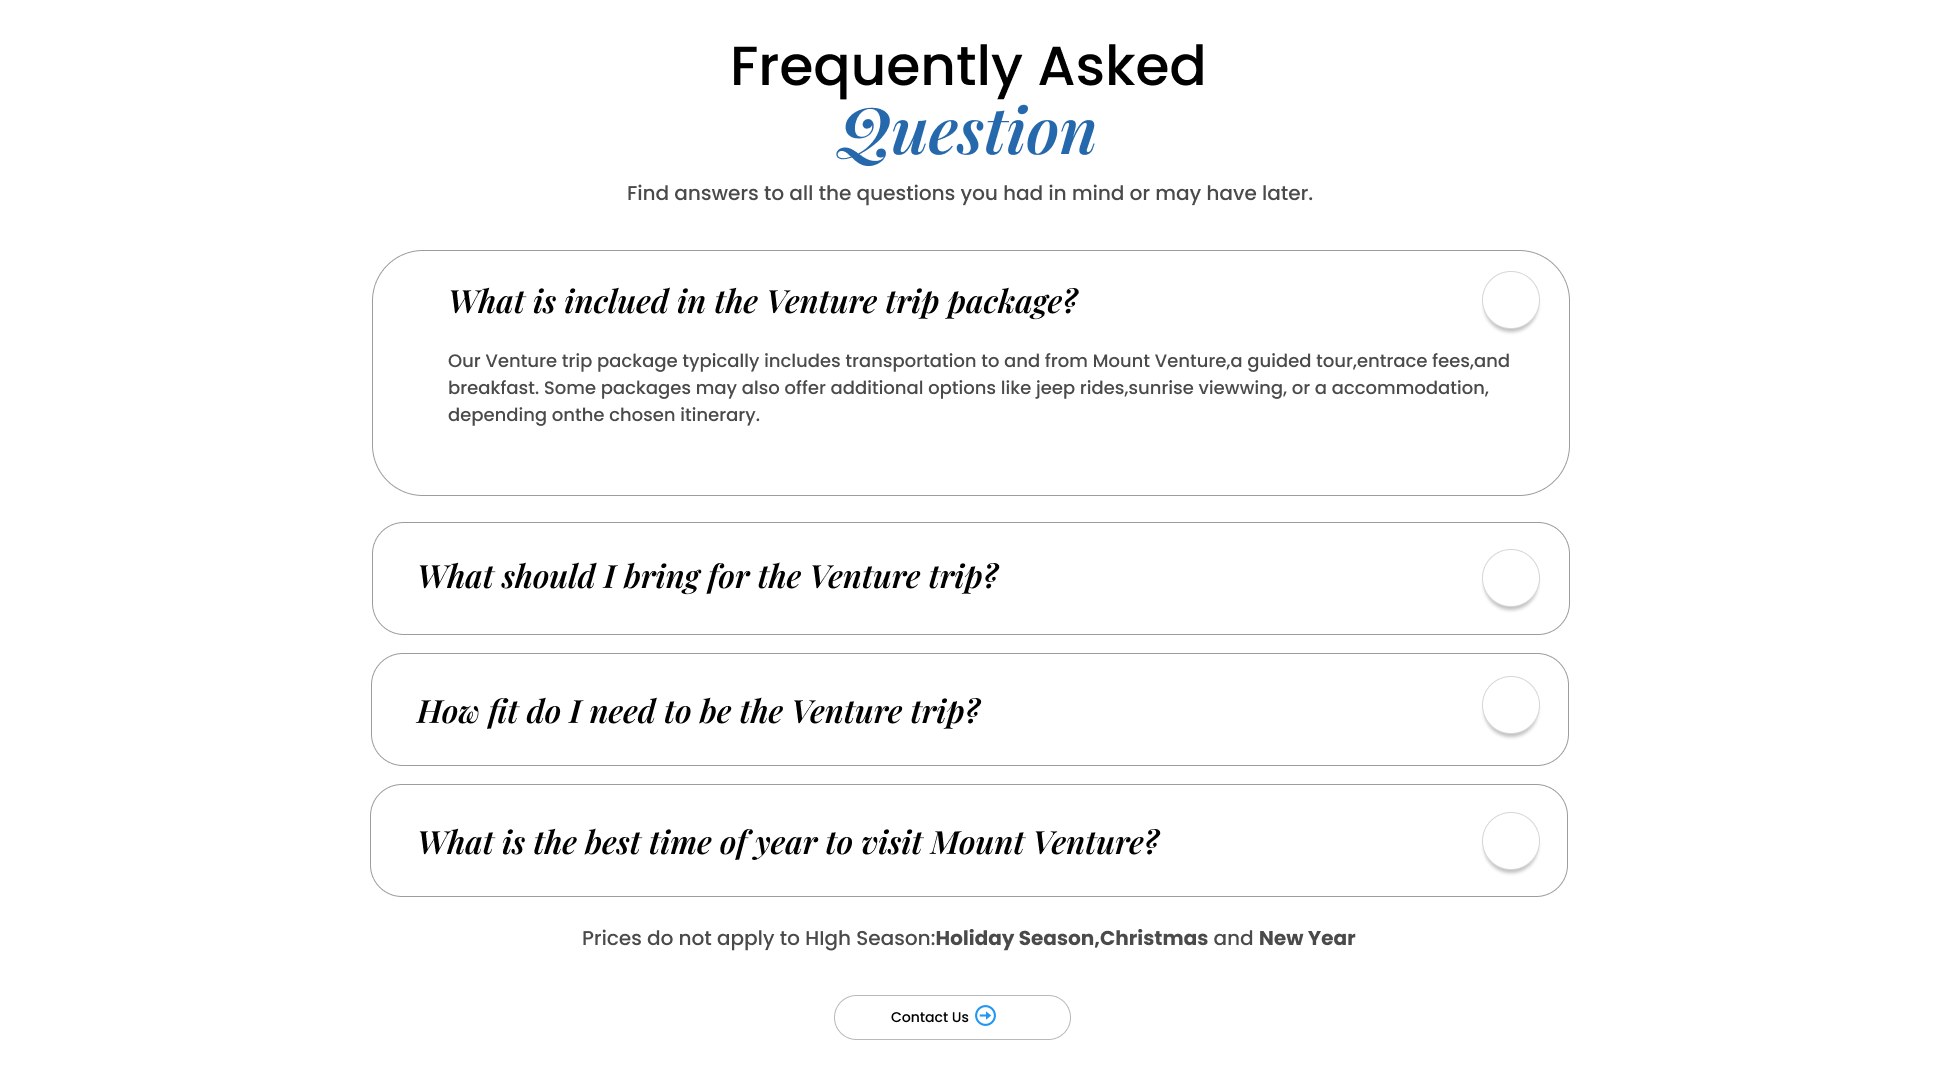 Frequently Asked
Question
Find answers to all the questions you had in mind or may have later.
What is inclued in the Venture trip package?
Our Venture trip package typically includes transportation to and from Mount Venture,a guided tour,entrace fees,and
breakfast. Some packages may also offer additional options like jeep rides,sunrise viewwing, or a accommodation,
depending onthe chosen itinerary.
What should I bring for the Venture trip?
How fit do I need to be the Venture trip?
What is the best time of year to visit Mount Venture?
Prices do not apply to HIgh Season:Holiday Season,Christmas and New Year
Contact Us